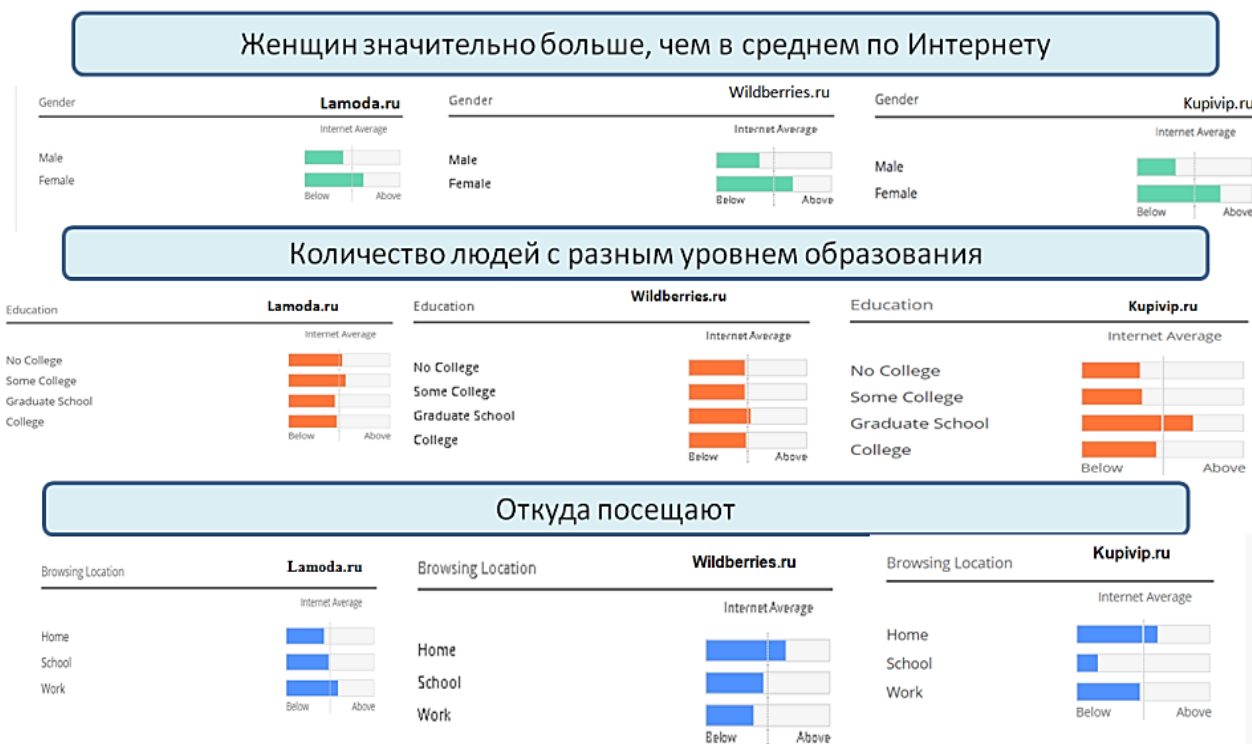 Женщин значительно больше, чем в среднем по Интернету
Gender Lamoda.ru
Internet Average
Male
Female
Below Above
Gender Wildberries.ru
Internet Average
Male
Female
Below Above
Gender Kupivip.ru
Internet Average
Male
Female
Below Above
Количество людей с разным уровнем образования
Education Lamoda.ru
Internet Average
No College
Some College
Graduate School
College
Below Above
Education Wildberries.ru
Internet Average
No College
Some College
Graduate School
College
Below Above
Education Kupivip.ru
Internet Average
No College
Some College
Graduate School
College
Below Above
Откуда посещают
Browsing Location Lamoda.ru
Internet Average
Home
School
Work
Below Above
Browsing Location Wildberries.ru
Internet Average
Home
School
Work
Below Above
Browsing Location Kupivip.ru
Internet Average
Home
School
Work
Below Above